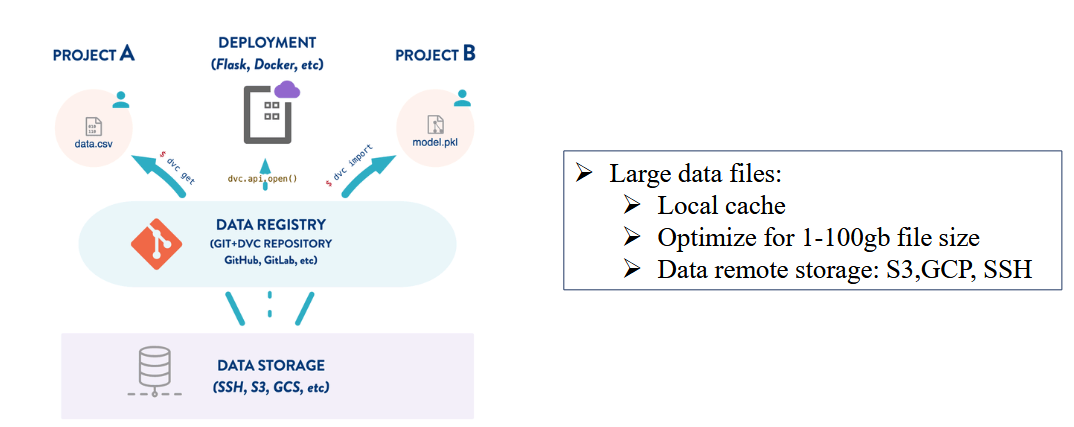 PROJECT A
DEPLOYMENT
(Flask, Docker, etc)
PROJECT B
010
110
data.csv
model.pkl
$ dvc get
dvc.api.open()
$ dvc import
DATA REGISTRY
(GIT+DVC REPOSITORY
GitHub, GitLab, etc)
DATA STORAGE
(SSH, S3, GCS, etc)
➢ Large data files:
➢ Local cache
➢ Optimize for 1-100gb file size
➢ Data remote storage: S3,GCP, SSH